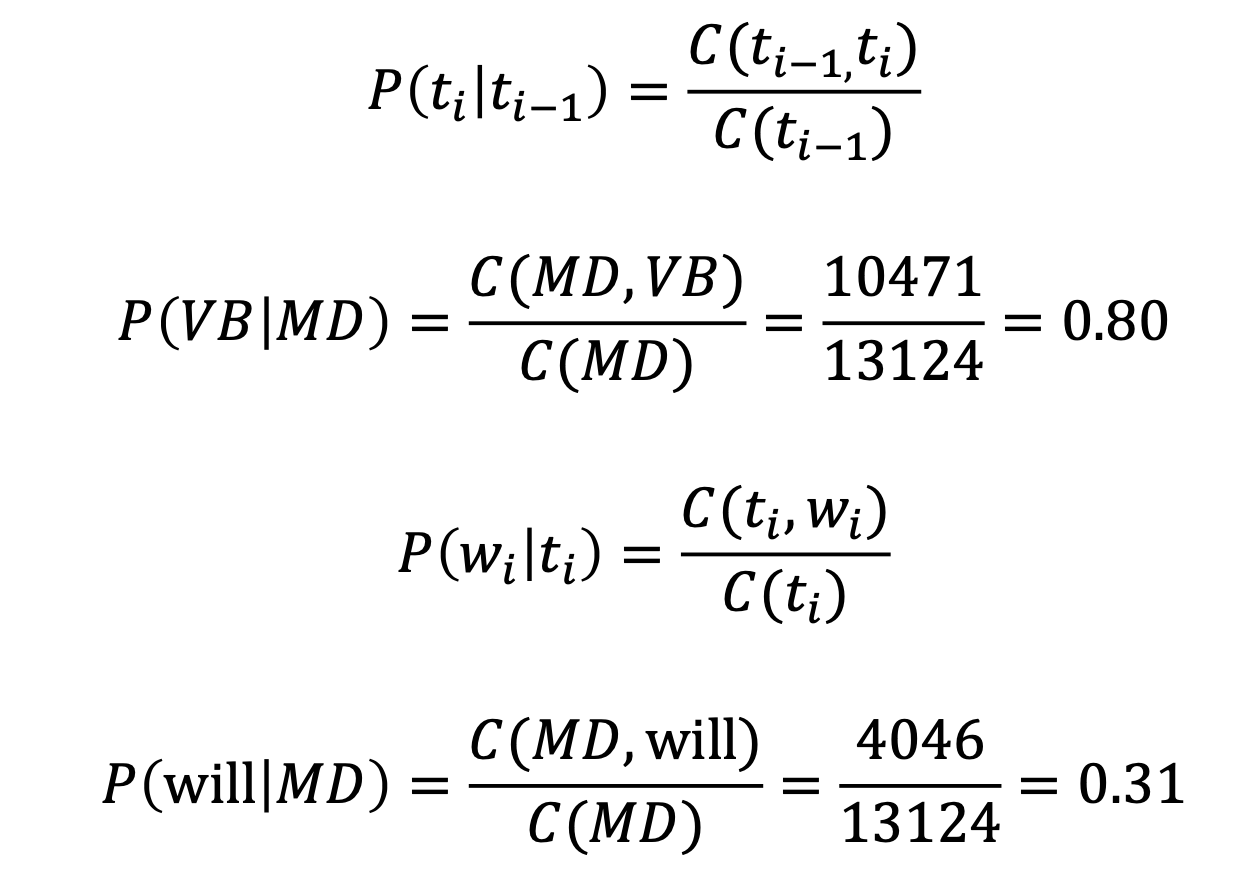 P(t_i|t_{i−1}) = C(t_{i−1,}t_i) / C(t_{i−1})
P(VB|MD) = C(MD,VB) / C(MD) = 10471 / 13124 = 0.80
P(w_i|t_i) = C(t_i,w_i) / C(t_i)
P(will|MD) = C(MD,will) / C(MD) = 4046 / 13124 = 0.31